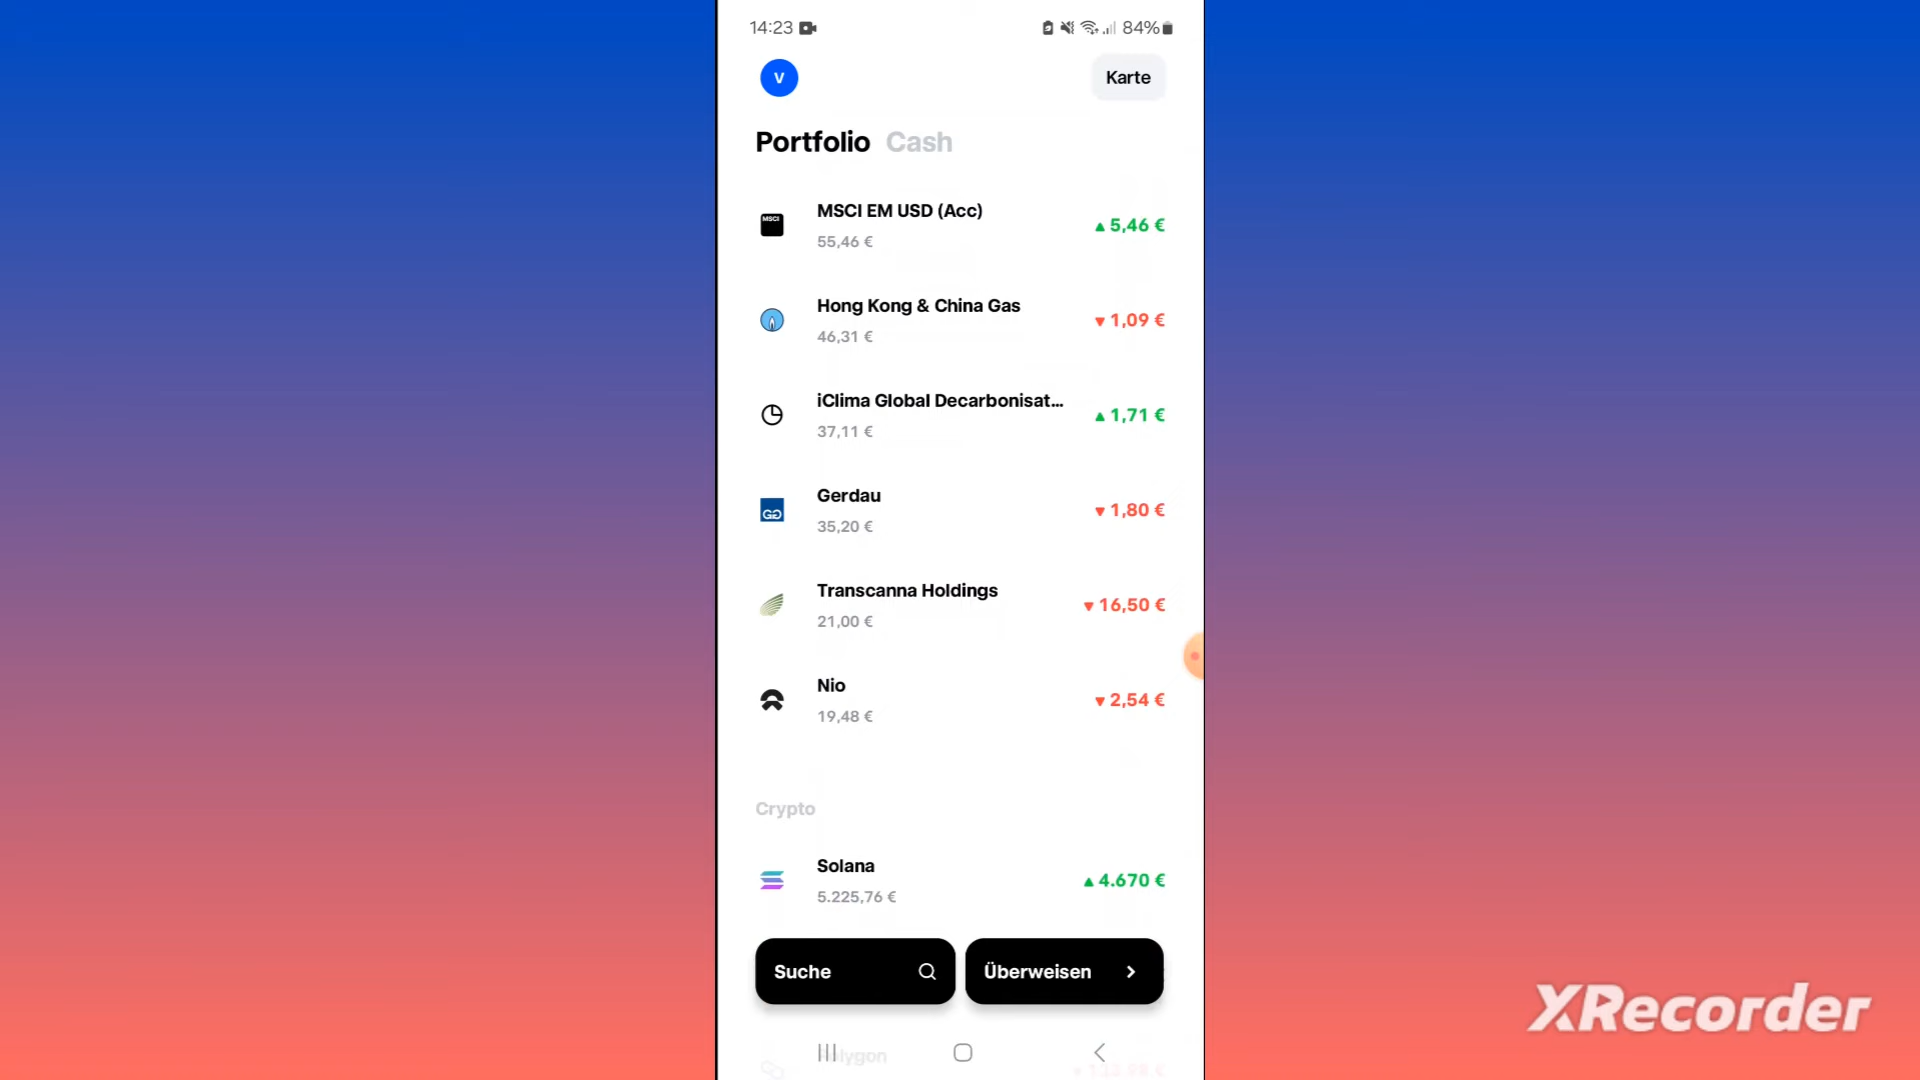 14:23 84%
V Karte
Portfolio Cash
MSCI MSCI EM USD (Acc)
55,46 € ▲ 5,46 €
Hong Kong & China Gas
46,31 € ▼ 1,09 €
iClima Global Decarbonisat...
37,11 € ▲ 1,71 €
Gerdau
35,20 € ▼ 1,80 €
Transcanna Holdings
21,00 € ▼ 16,50 €
Nio
19,48 € ▼ 2,54 €
Crypto
Solana
5.225,76 € ▲ 4.670 €
Suche Überweisen
XRecorder